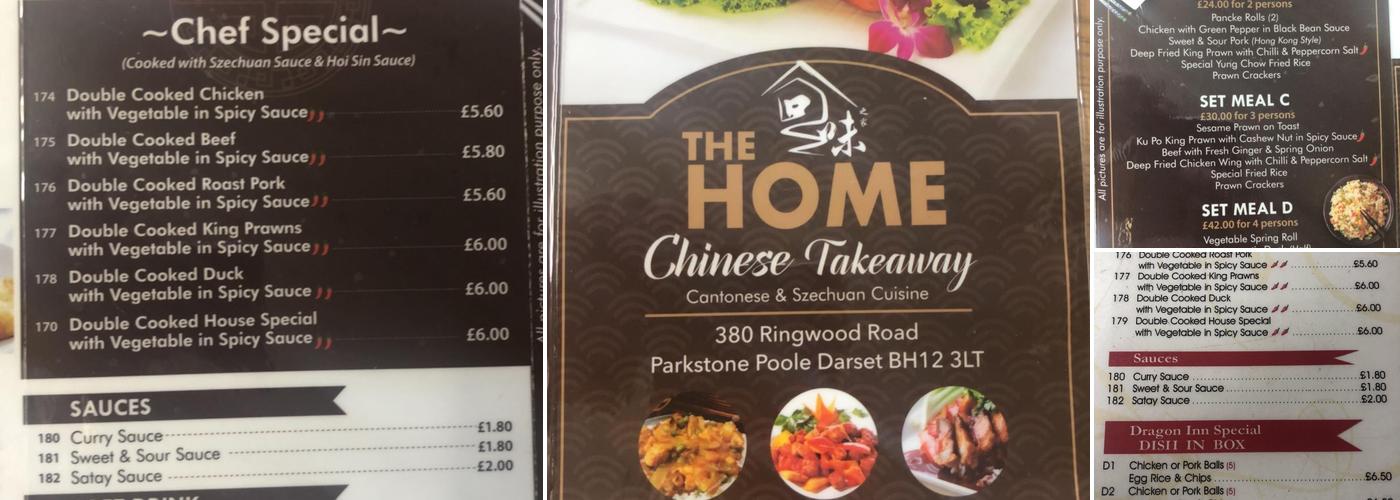 ~Chef Special~
(Cooked with Szechuan Sauce & Hoi Sin Sauce)
174 Double Cooked Chicken
with Vegetable in Spicy Sauce £5.60
175 Double Cooked Beef
with Vegetable in Spicy Sauce £5.80
176 Double Cooked Roast Pork
with Vegetable in Spicy Sauce £5.60
177 Double Cooked King Prawns
with Vegetable in Spicy Sauce £6.00
178 Double Cooked Duck
with Vegetable in Spicy Sauce £6.00
170 Double Cooked House Special
with Vegetable in Spicy Sauce £6.00
SAUCES
180 Curry Sauce £1.80
181 Sweet & Sour Sauce £1.80
182 Satay Sauce £2.00
All pictures are for illustration purpose only.
味
THE
HOME
Chinese Takeaway
Cantonese & Szechuan Cuisine
380 Ringwood Road
Parkstone Poole Darset BH12 3LT
All pictures are for illustration purpose only.
£24.00 for 2 persons
Pancke Rolls (2)
Chicken with Green Pepper in Black Bean Sauce
Sweet & Sour Pork (Hong Kong Style)
Deep Fried King Prawn with Chilli & Peppercorn Salt
Special Yung Chow Fried Rice
Prawn Crackers
SET MEAL C
£30.00 for 3 persons
Sesame Prawn on Toast
Ku Po King Prawn with Cashew Nut in Spicy Sauce
Beef with Fresh Ginger & Spring Onion
Deep Fried Chicken Wing with Chilli & Peppercorn Salt
Special Fried Rice
Prawn Crackers
SET MEAL D
£42.00 for 4 persons
Vegetable Spring Roll
176 Double Cooked Roast Pork
with Vegetable in Spicy Sauce £5.60
177 Double Cooked King Prawns
with Vegetable in Spicy Sauce £6.00
178 Double Cooked Duck
with Vegetable in Spicy Sauce £6.00
179 Double Cooked House Special
with Vegetable in Spicy Sauce £6.00
Sauces
180 Curry Sauce £1.80
181 Sweet & Sour Sauce £1.80
182 Satay Sauce £2.00
Dragon Inn Special
DISH IN BOX
D1 Chicken or Pork Balls (5)
Egg Rice & Chips £6.50
D2 Chicken or Pork Balls (5)